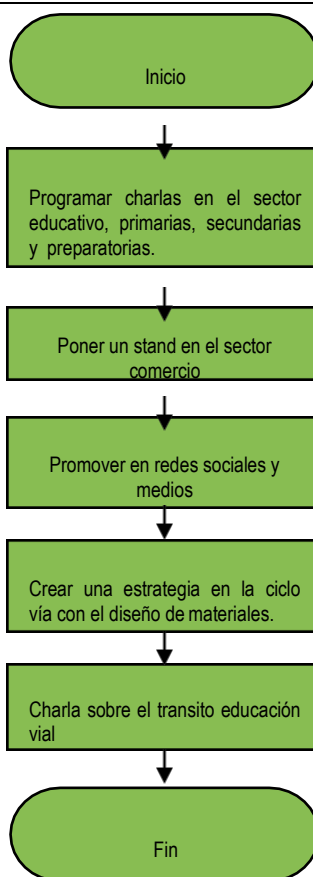 Inicio
Programar charlas en el sector
educativo, primarias, secundarias
y preparatorias.
Poner un stand en el sector
comercio
Promover en redes sociales y
medios
Crear una estrategia en la ciclo
vía con el diseño de materiales.
Charla sobre el transito educación
vial
Fin